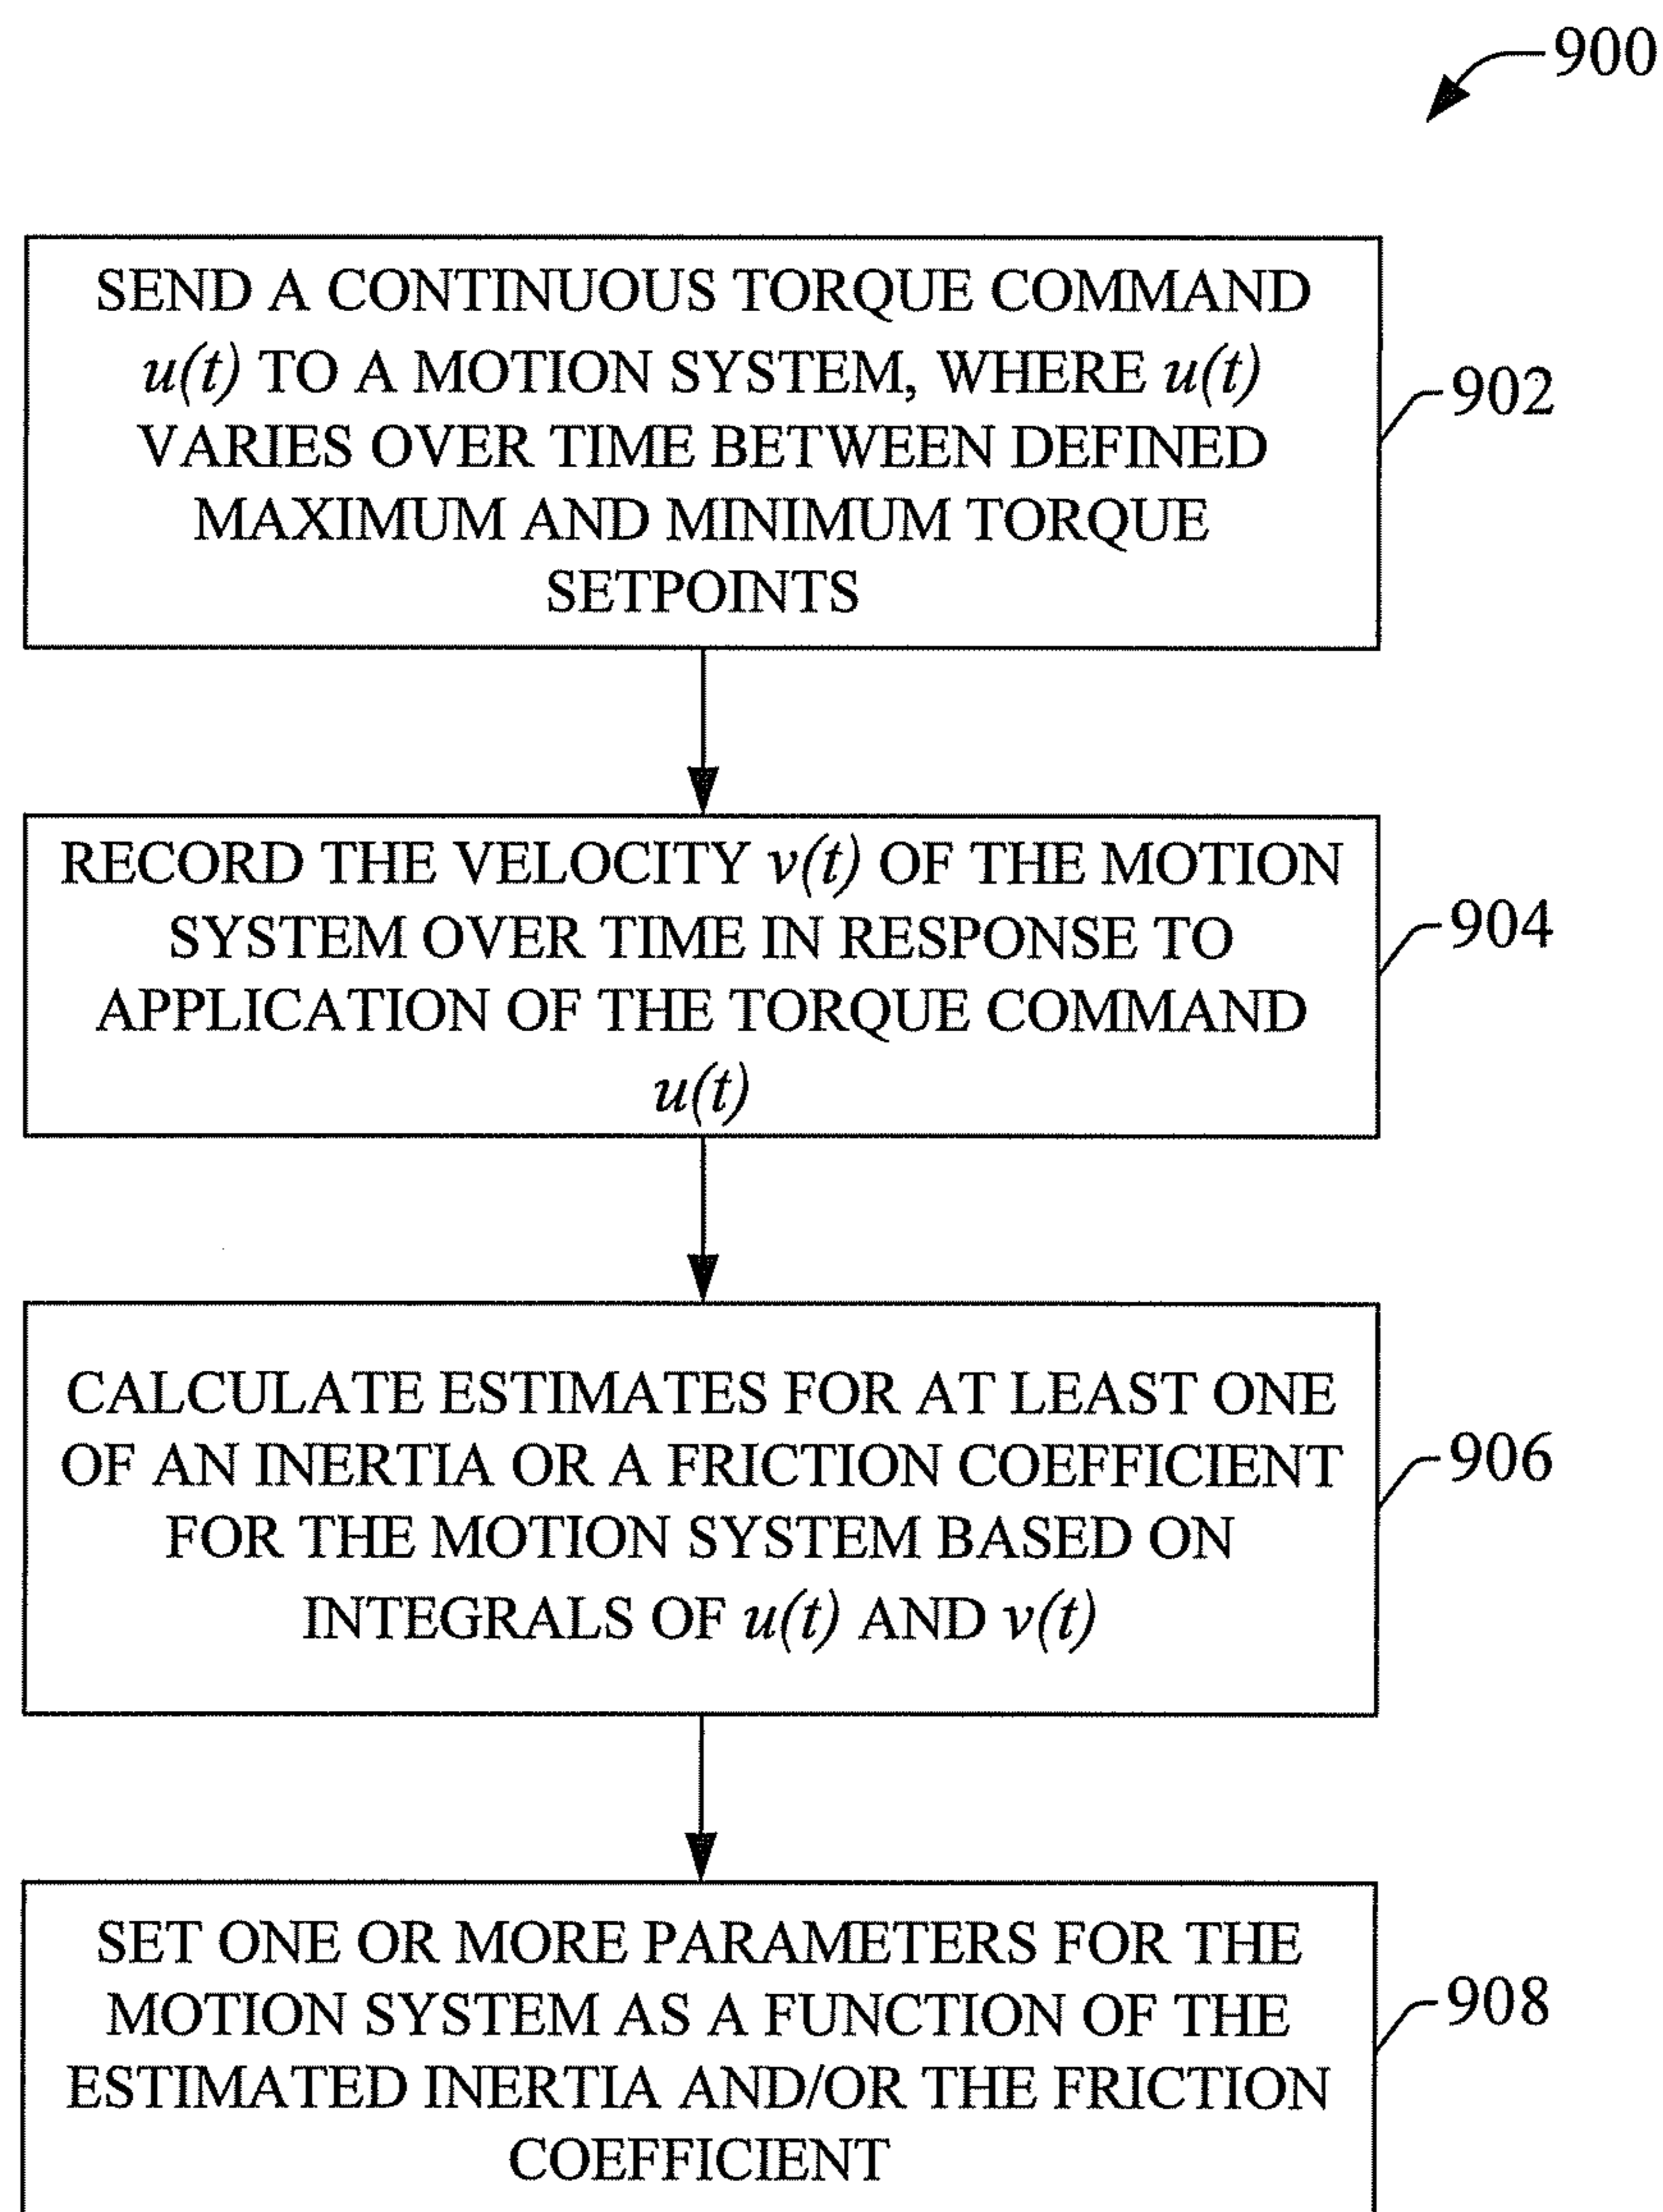 900
SEND A CONTINUOUS TORQUE COMMAND
u(t) TO A MOTION SYSTEM, WHERE u(t)
VARIES OVER TIME BETWEEN DEFINED
MAXIMUM AND MINIMUM TORQUE
SETPOINTS
902
RECORD THE VELOCITY v(t) OF THE MOTION
SYSTEM OVER TIME IN RESPONSE TO
APPLICATION OF THE TORQUE COMMAND
u(t)
904
CALCULATE ESTIMATES FOR AT LEAST ONE
OF AN INERTIA OR A FRICTION COEFFICIENT
FOR THE MOTION SYSTEM BASED ON
INTEGRALS OF u(t) AND v(t)
906
SET ONE OR MORE PARAMETERS FOR THE
MOTION SYSTEM AS A FUNCTION OF THE
ESTIMATED INERTIA AND/OR THE FRICTION
COEFFICIENT
908